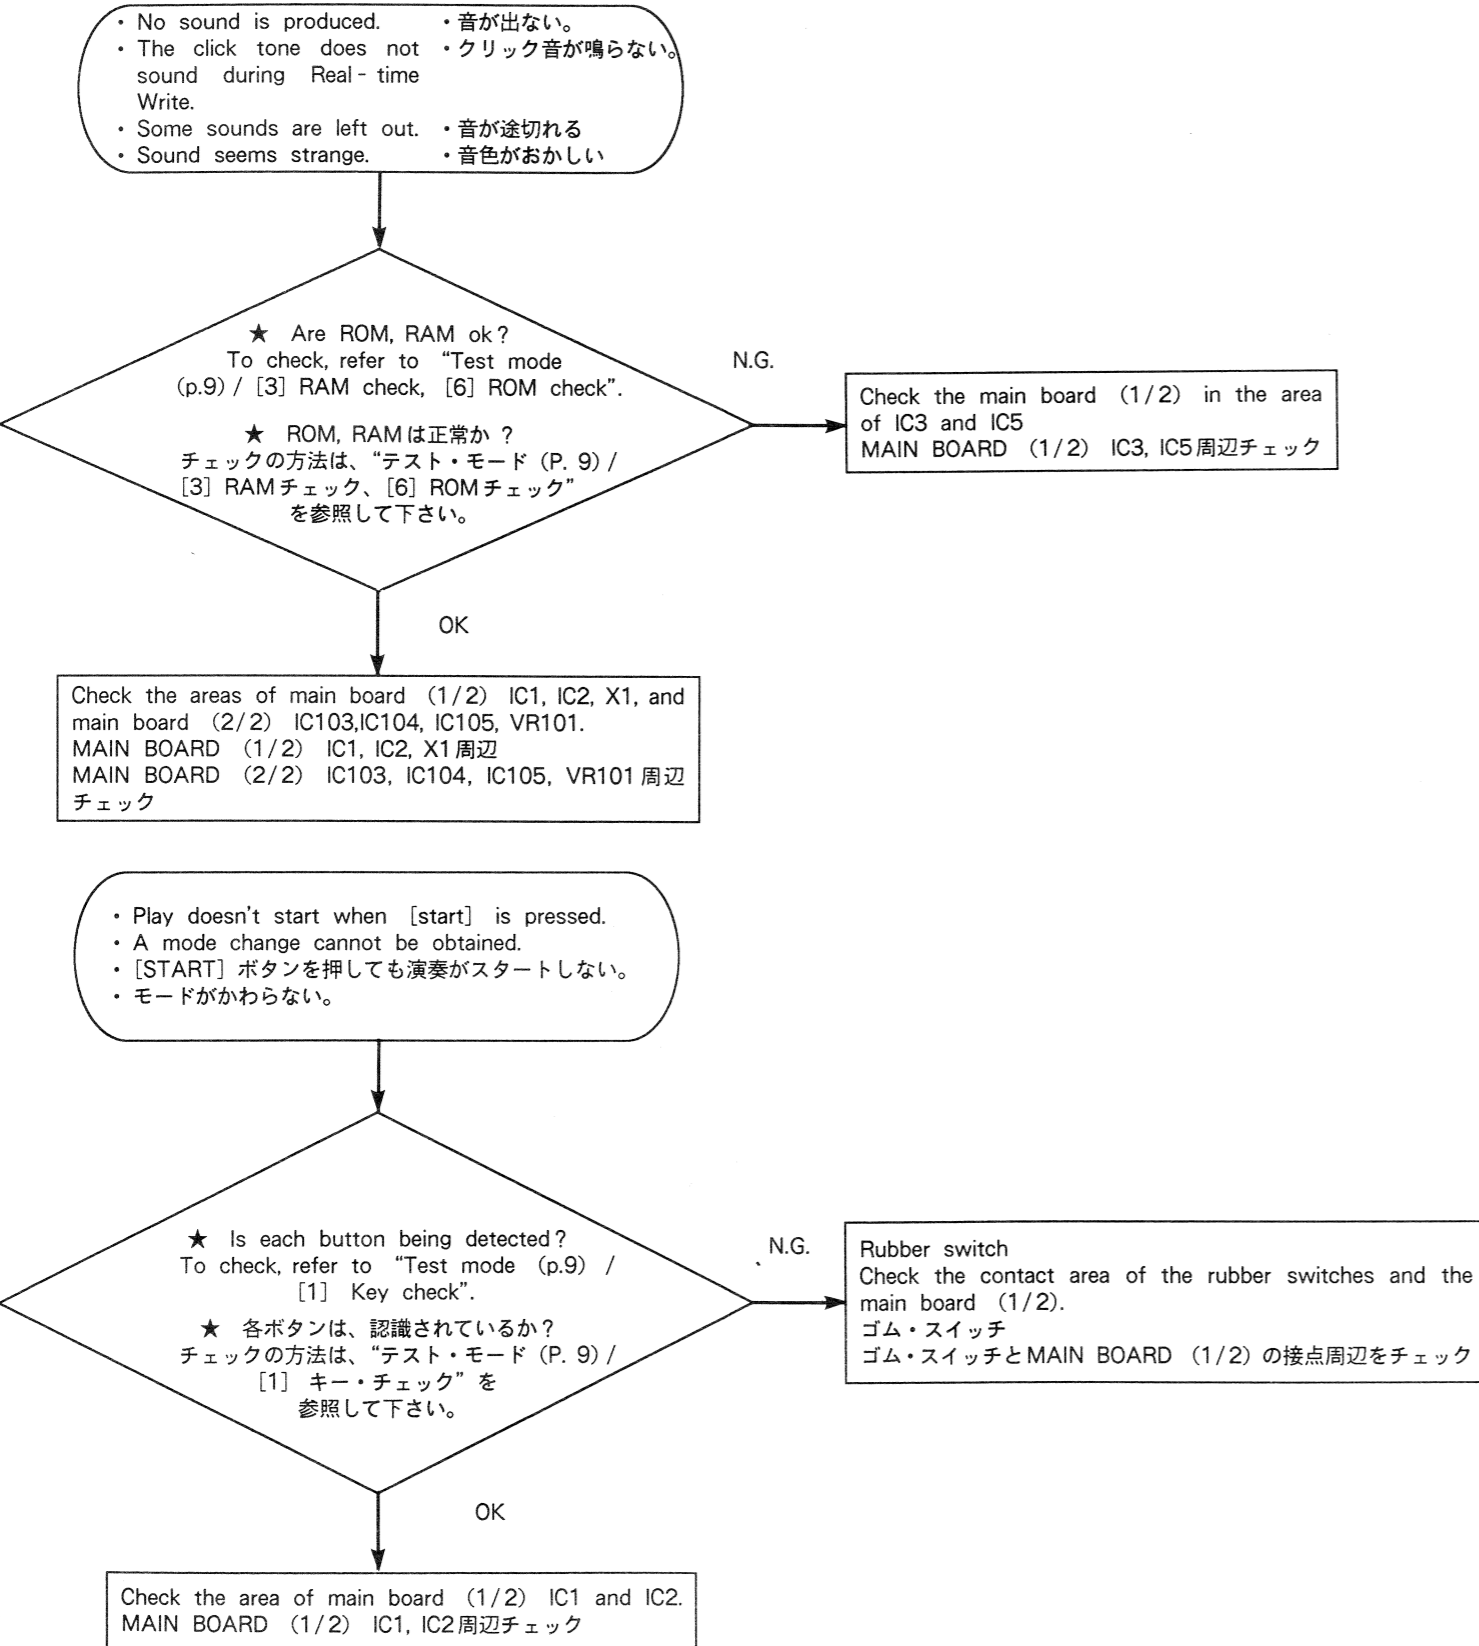 ・ No sound is produced. ・音が出ない。
・ The click tone does not ・クリック音が鳴らない。
sound during Real-time
Write.
・ Some sounds are left out. ・音が途切れる
・ Sound seems strange. ・音色がおかしい
★ Are ROM, RAM ok?
To check, refer to “Test mode
(p.9) / [3] RAM check, [6] ROM check”.
★ ROM, RAMは正常か ?
チェックの方法は、“テスト・モード (P. 9) /
[3] RAMチェック、[6] ROMチェック”
を参照して下さい。
N.G.
Check the main board (1/2) in the area
of IC3 and IC5
MAIN BOARD (1/2) IC3, IC5周辺チェック
OK
Check the areas of main board (1/2) IC1, IC2, X1, and
main board (2/2) IC103,IC104, IC105, VR101.
MAIN BOARD (1/2) IC1, IC2, X1周辺
MAIN BOARD (2/2) IC103, IC104, IC105, VR101周辺
チェック
・ Play doesn't start when [start] is pressed.
・ A mode change cannot be obtained.
・ [START] ボタンを押しても演奏がスタートしない。
・ モードがかわらない。
★ Is each button being detected?
To check, refer to “Test mode (p.9) /
[1] Key check”.
★ 各ボタンは、認識されているか?
チェックの方法は、“テスト・モード (P. 9) /
[1] キー・チェック” を
参照して下さい。
N.G.
Rubber switch
Check the contact area of the rubber switches and the
main board (1/2).
ゴム・スイッチ
ゴム・スイッチとMAIN BOARD (1/2) の接点周辺をチェック
OK
Check the area of main board (1/2) IC1 and IC2.
MAIN BOARD (1/2) IC1, IC2周辺チェック